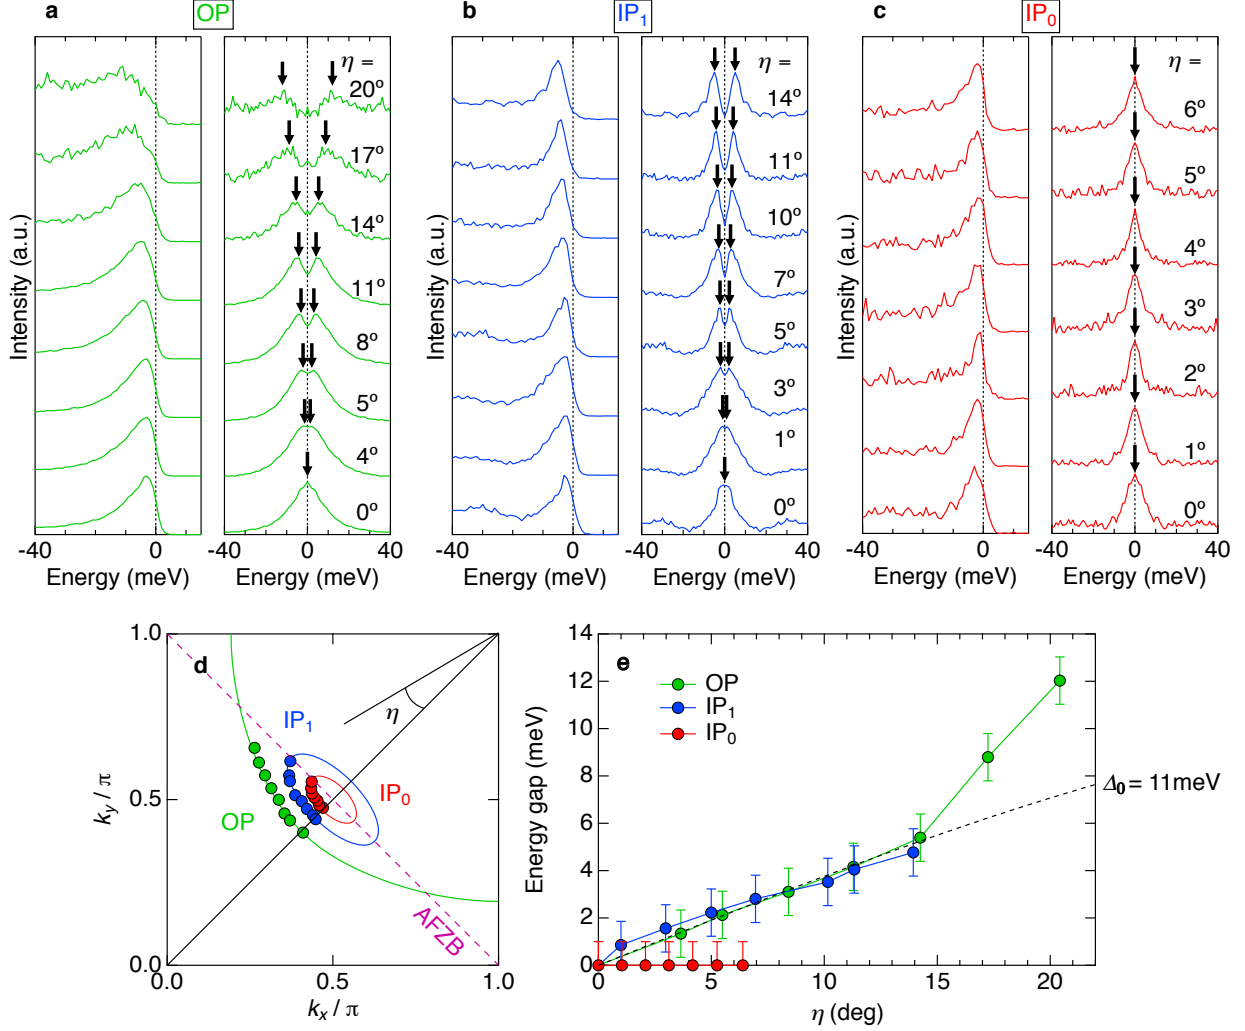 a
OP
b
IP₁
c
IP₀
Intensity (a.u.)
η =
20°
17°
14°
11°
8°
5°
4°
0°
-40
0
-40
0
40
Energy (meV)
Energy (meV)
Intensity (a.u.)
η =
14°
11°
10°
7°
5°
3°
1°
0°
-40
0
-40
0
40
Energy (meV)
Energy (meV)
Intensity (a.u.)
η =
6°
5°
4°
3°
2°
1°
0°
-40
0
-40
0
40
Energy (meV)
Energy (meV)
d
1.0
0.5
0.0
k_y / π
η
IP₁
IP₀
OP
AFZB
0.0
0.5
1.0
k_x / π
e
14
12
10
8
6
4
2
0
Energy gap (meV)
OP
IP₁
IP₀
Δ₀ = 11meV
0
5
10
15
20
η (deg)